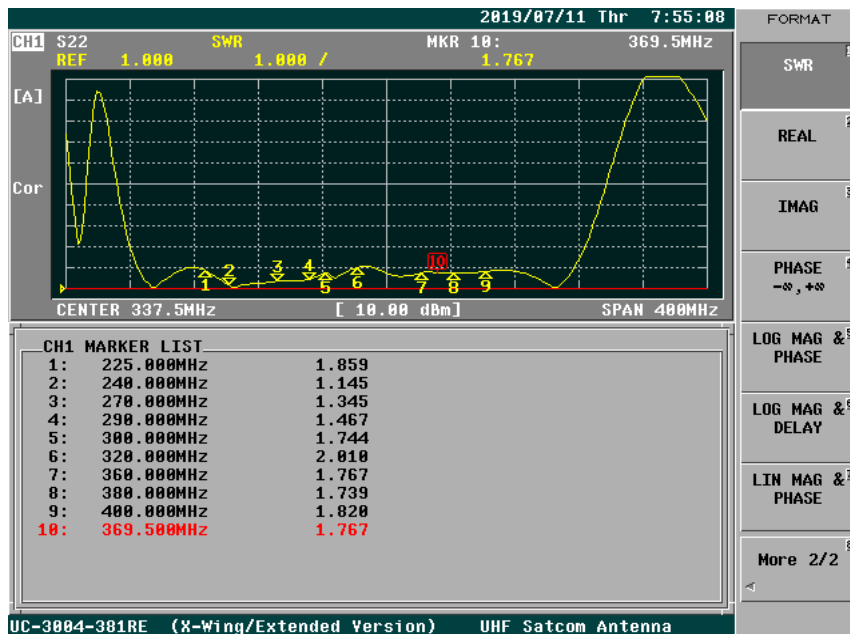 2019/07/11 Thr 7:55:08
FORMAT
CH1 S22 SWR MKR 10: 369.5MHz
REF 1.000 1.000 / 1.767
[A]
Cor
10
1 2 3 4 5 6 7 8 9
CENTER 337.5MHz [ 10.00 dBm] SPAN 400MHz
CH1 MARKER LIST
1: 225.000MHz 1.859
2: 240.000MHz 1.145
3: 270.000MHz 1.345
4: 290.000MHz 1.467
5: 300.000MHz 1.744
6: 320.000MHz 2.010
7: 360.000MHz 1.767
8: 380.000MHz 1.739
9: 400.000MHz 1.820
10: 369.500MHz 1.767
SWR
REAL
IMAG
PHASE
-∞,+∞
LOG MAG &
PHASE
LOG MAG &
DELAY
LIN MAG &
PHASE
More 2/2
UC-3004-381RE (X-Wing/Extended Version) UHF Satcom Antenna